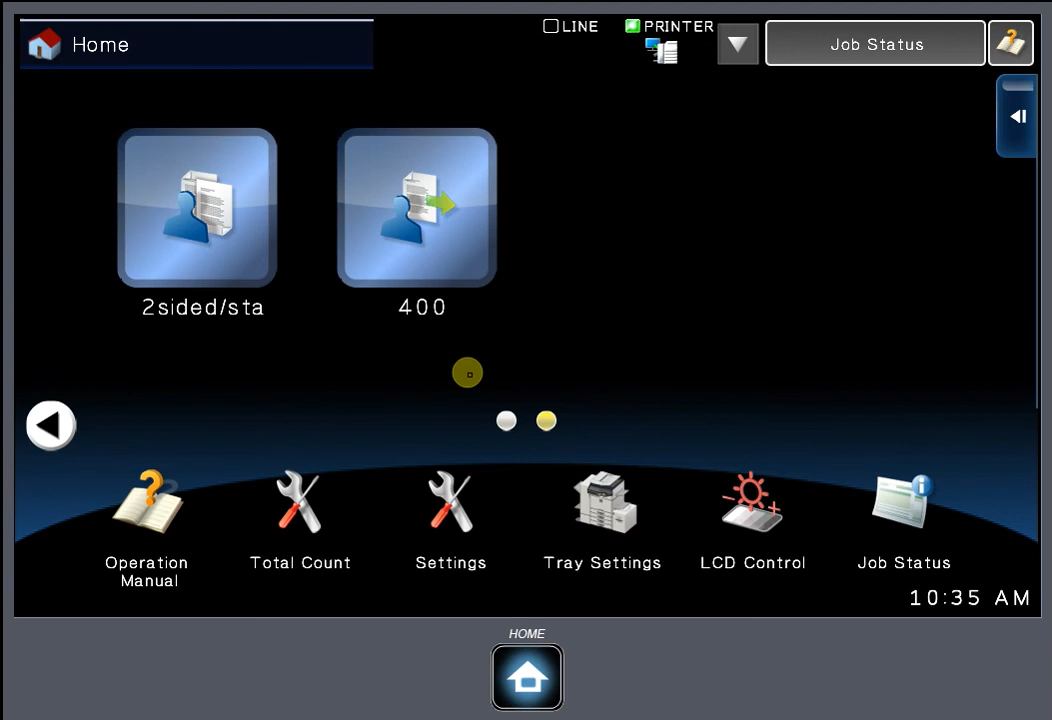 Home
LINE
PRINTER
Job Status
2sided/sta
400
Operation
Manual
Total Count
Settings
Tray Settings
LCD Control
Job Status
10:35 AM
HOME